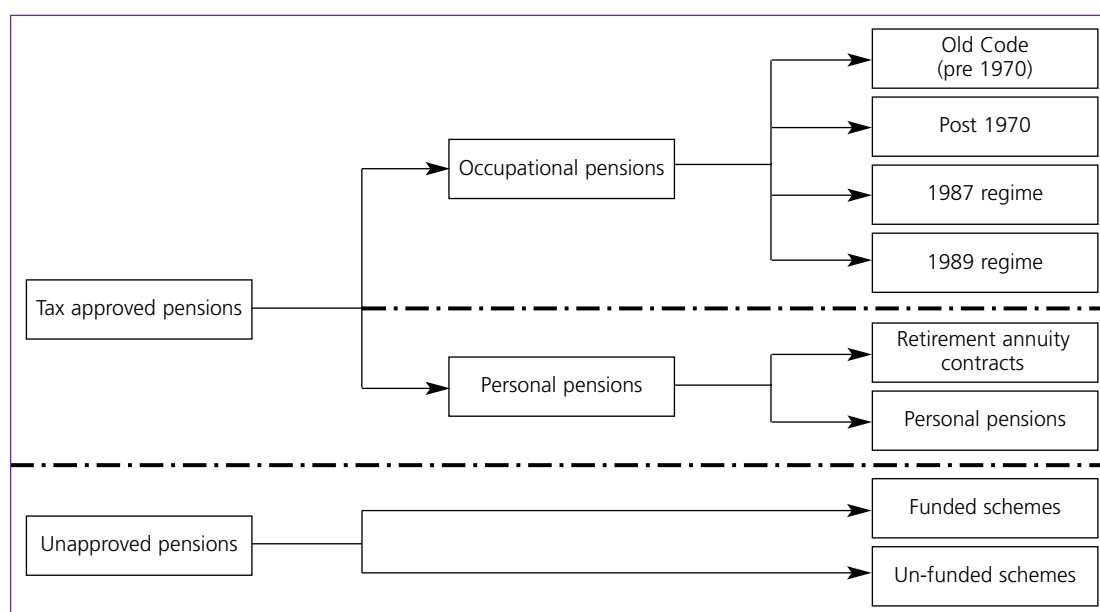 Old Code
(pre 1970)
Post 1970
Occupational pensions
1987 regime
1989 regime
Tax approved pensions
Retirement annuity
contracts
Personal pensions
Personal pensions
Funded schemes
Unapproved pensions
Un-funded schemes